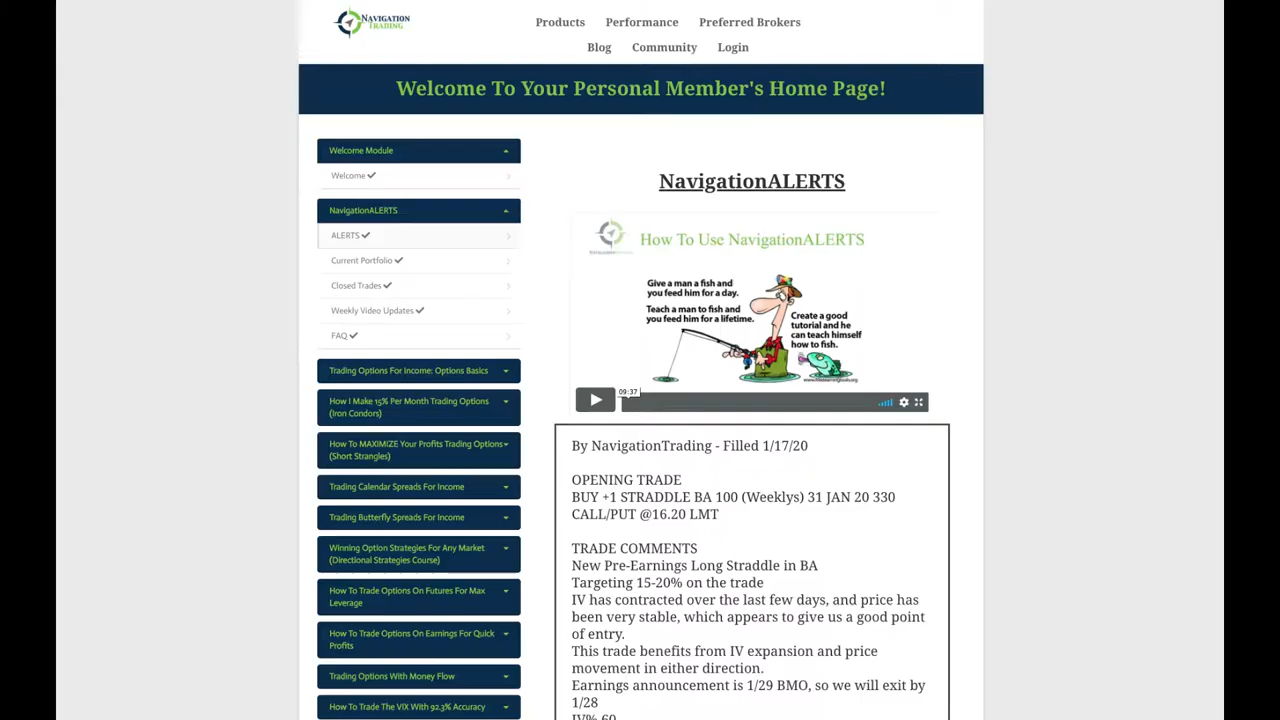 NAVIGATION
TRADING
Products
Performance
Preferred Brokers
Blog
Community
Login
Welcome To Your Personal Member's Home Page!
Welcome Module
Welcome
NavigationALERTS
ALERTS
Current Portfolio
Closed Trades
Weekly Video Updates
FAQ
Trading Options For Income: Options Basics
How I Make 15% Per Month Trading Options
(Iron Condors)
How To MAXIMIZE Your Profits Trading Options
(Short Strangles)
Trading Calendar Spreads For Income
Trading Butterfly Spreads For Income
Winning Option Strategies For Any Market
(Directional Strategies Course)
How To Trade Options On Futures For Max
Leverage
How To Trade Options On Earnings For Quick
Profits
Trading Options With Money Flow
How To Trade The VIX With 92.3% Accuracy
NavigationALERTS
How To Use NavigationALERTS
Give a man a fish and
you feed him for a day.
Teach a man to fish and
you feed him for a lifetime.
Create a good
tutorial and he
can teach himself
how to fish.
09:37
By NavigationTrading - Filled 1/17/20
OPENING TRADE
BUY +1 STRADDLE BA 100 (Weeklys) 31 JAN 20 330
CALL/PUT @16.20 LMT
TRADE COMMENTS
New Pre-Earnings Long Straddle in BA
Targeting 15-20% on the trade
IV has contracted over the last few days, and price has
been very stable, which appears to give us a good point
of entry.
This trade benefits from IV expansion and price
movement in either direction.
Earnings announcement is 1/29 BMO, so we will exit by
1/28
IV% 60